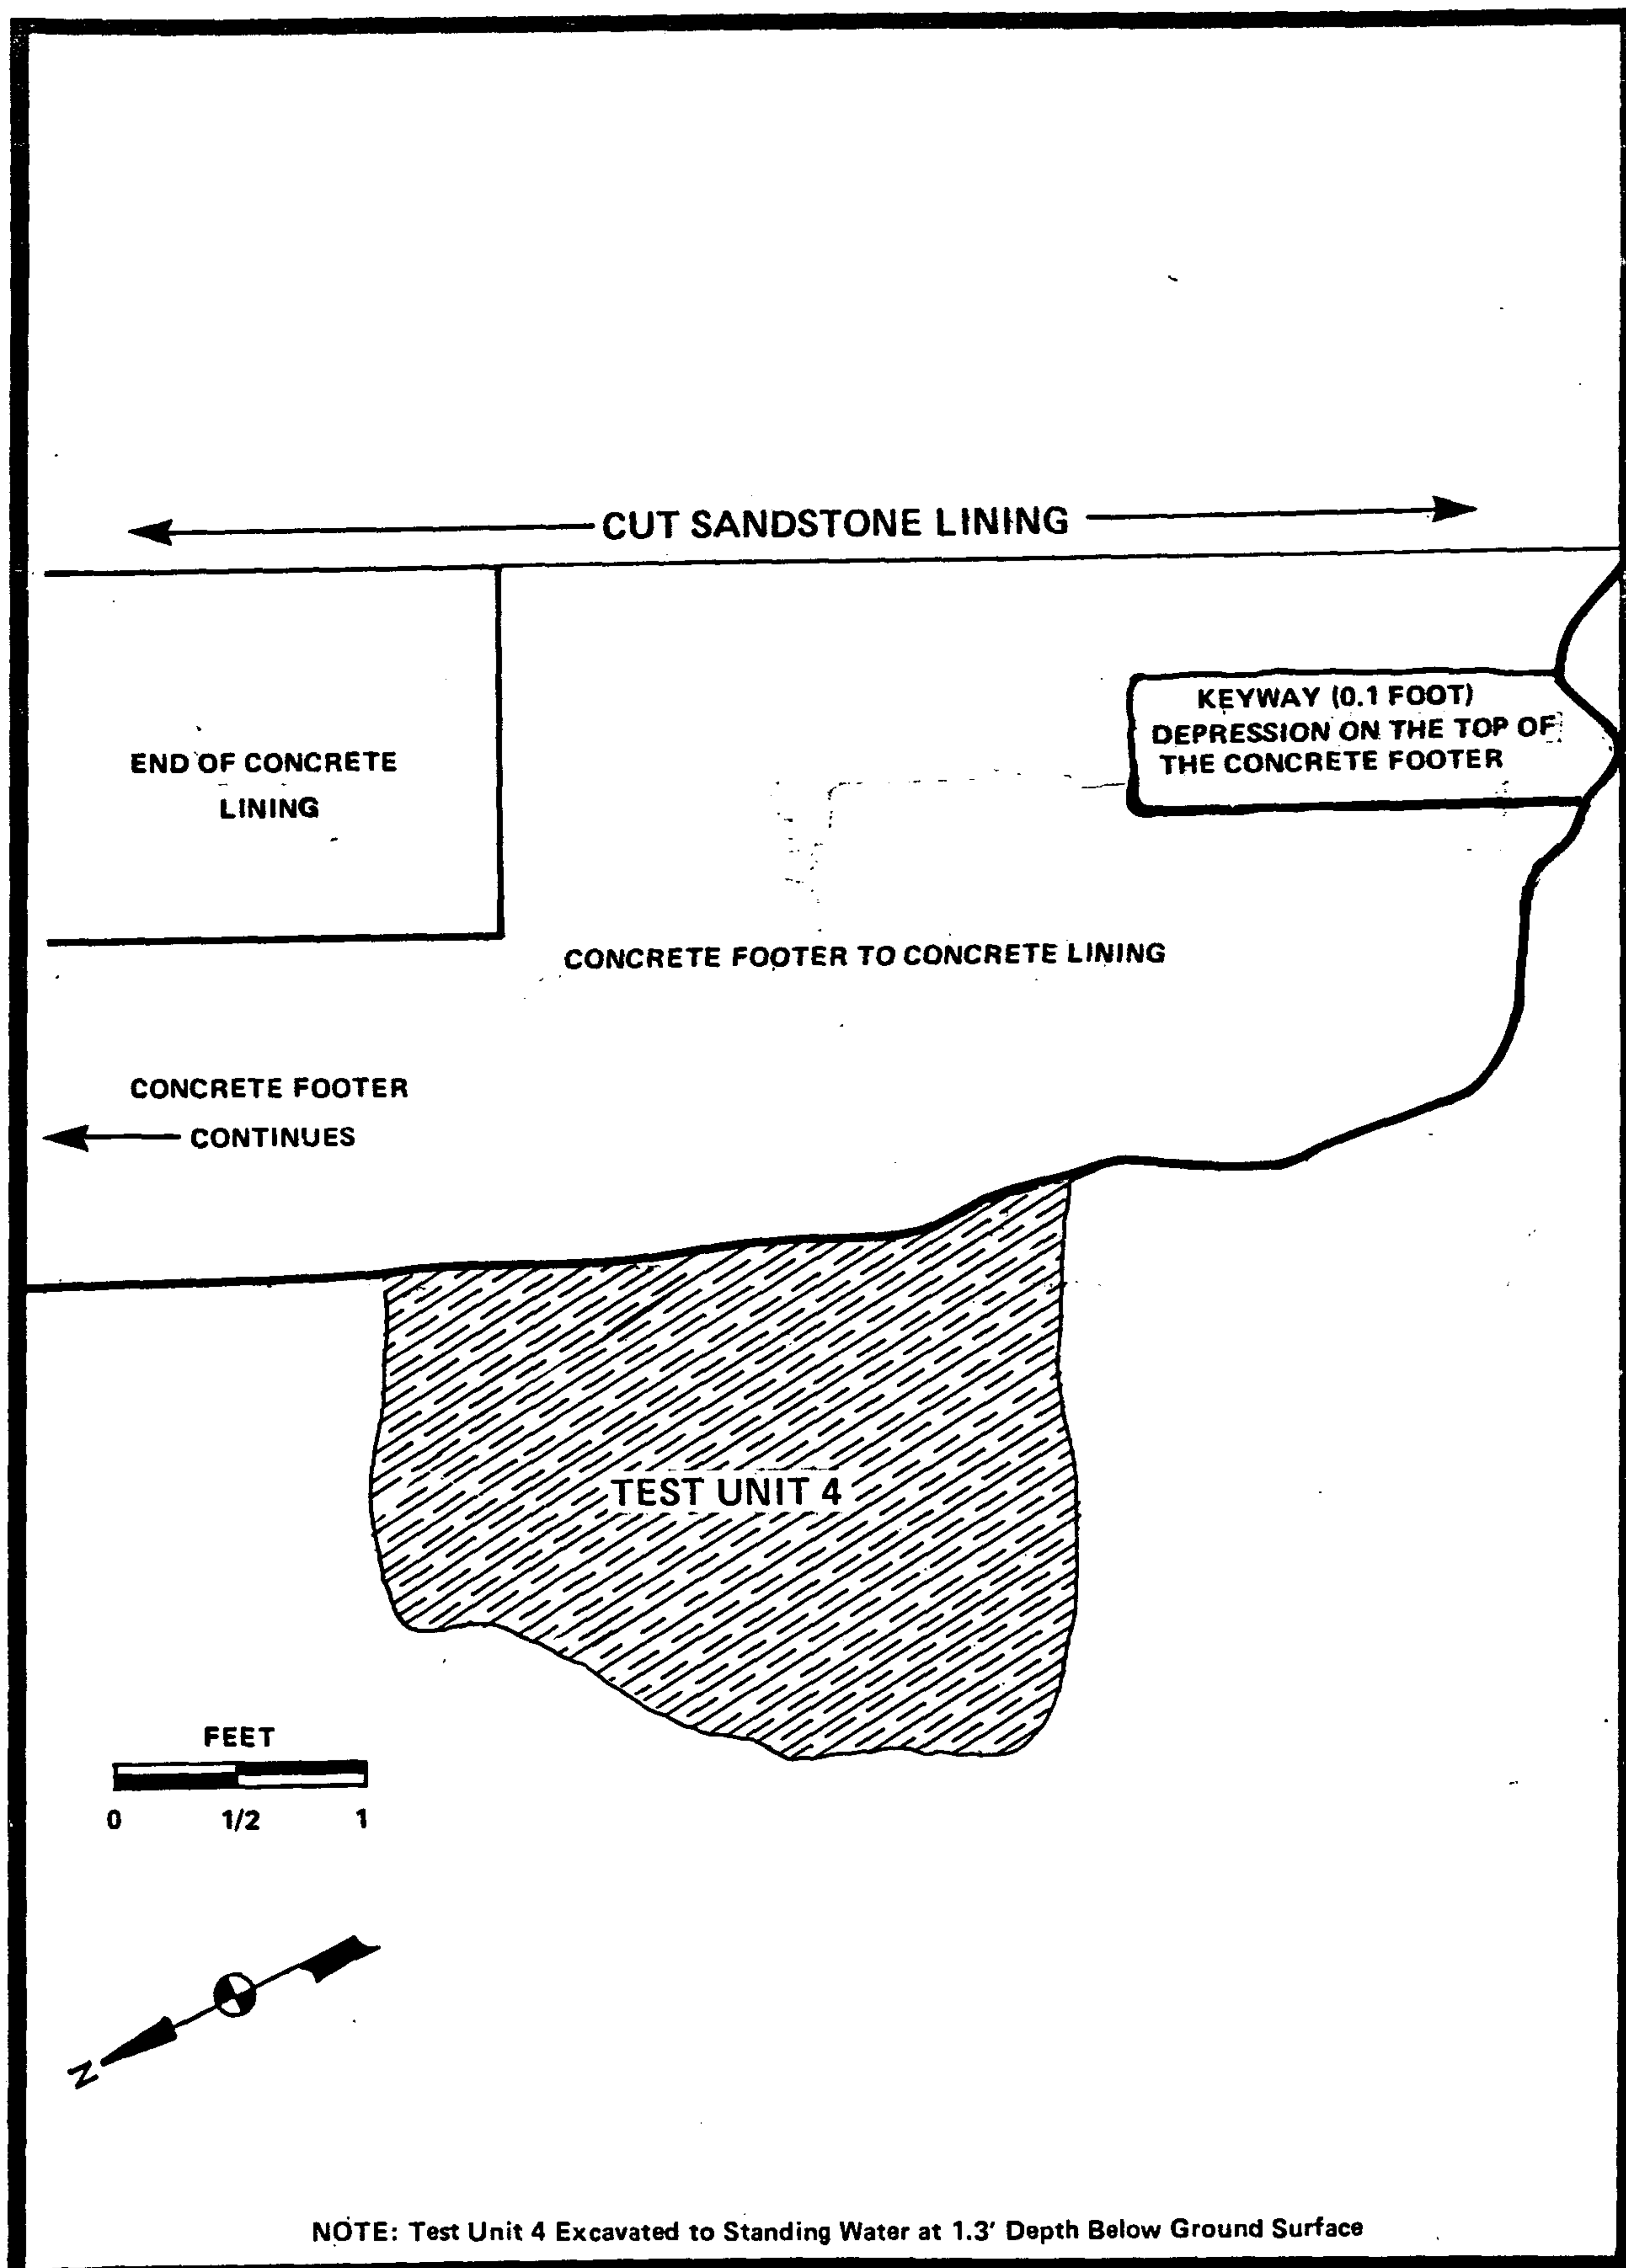 CUT SANDSTONE LINING
KEYWAY (0.1 FOOT)
DEPRESSION ON THE TOP OF
THE CONCRETE FOOTER
END OF CONCRETE
LINING
CONCRETE FOOTER TO CONCRETE LINING
CONCRETE FOOTER
CONTINUES
TEST UNIT 4
FEET
0 1/2 1
N
NOTE: Test Unit 4 Excavated to Standing Water at 1.3' Depth Below Ground Surface